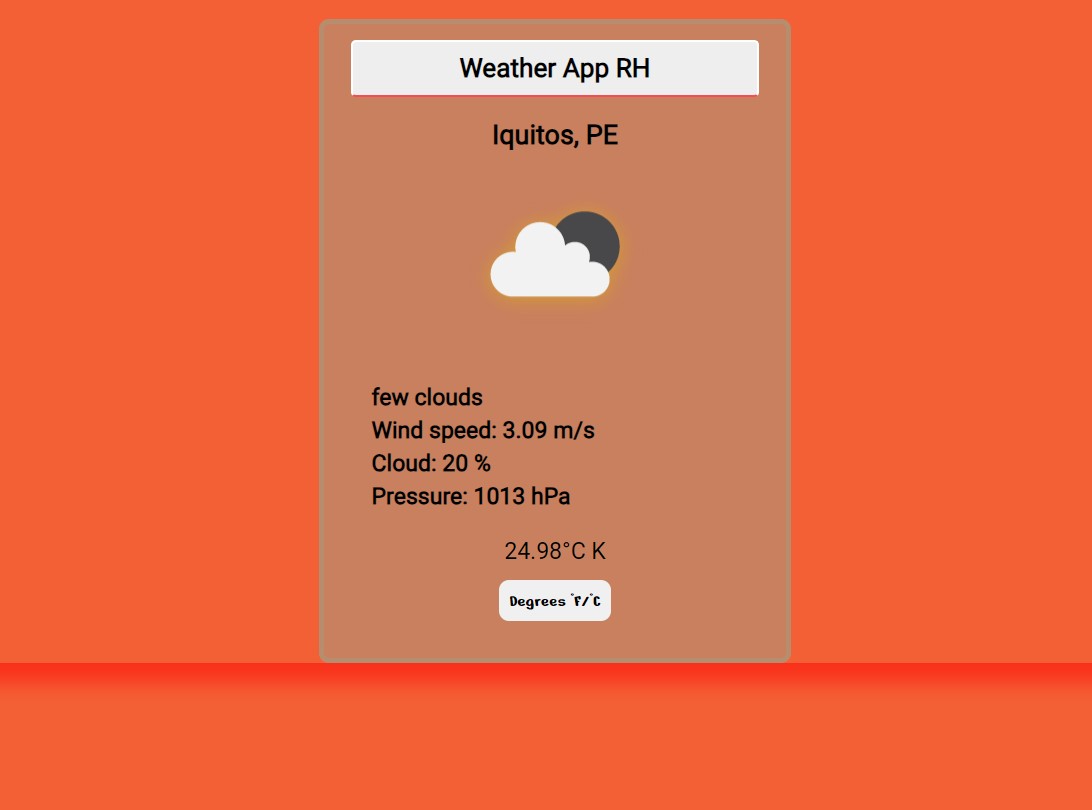 Weather App RH
Iquitos, PE
few clouds
Wind speed: 3.09 m/s
Cloud: 20 %
Pressure: 1013 hPa
24.98°C K
Degrees °F/°C